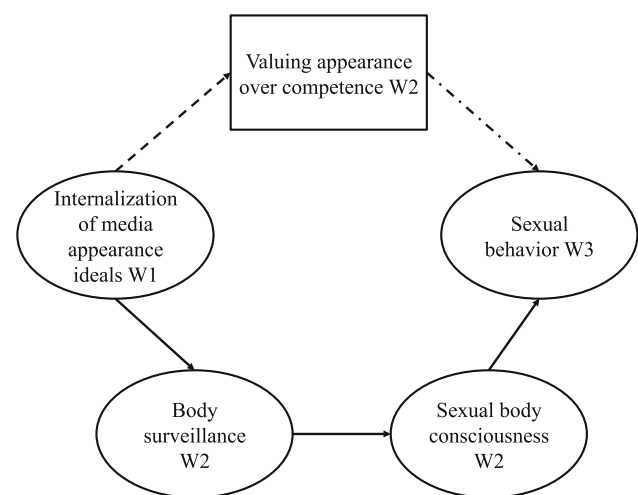 Valuing appearance
over competence W2
Internalization
of media
appearance
ideals W1
Sexual
behavior W3
Body
surveillance
W2
Sexual body
consciousness
W2